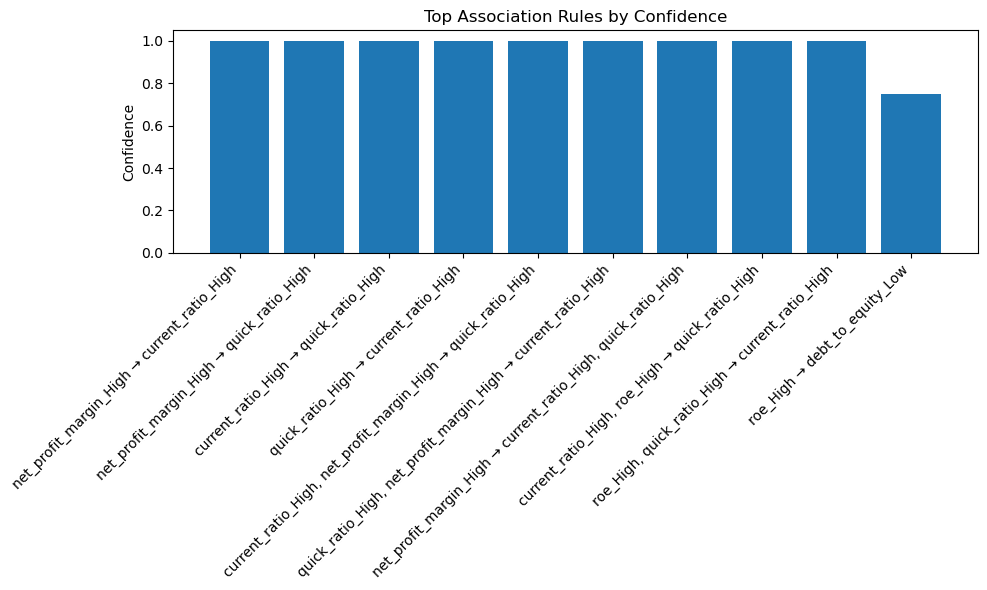 Top Association Rules by Confidence
Confidence
1.0
0.8
0.6
0.4
0.2
0.0
net_profit_margin_High → current_ratio_High
net_profit_margin_High → quick_ratio_High
current_ratio_High → quick_ratio_High
quick_ratio_High → current_ratio_High
current_ratio_High, net_profit_margin_High → quick_ratio_High
quick_ratio_High, net_profit_margin_High → current_ratio_High
net_profit_margin_High → current_ratio_High, quick_ratio_High
current_ratio_High, roe_High → quick_ratio_High
roe_High, quick_ratio_High → current_ratio_High
roe_High → debt_to_equity_Low